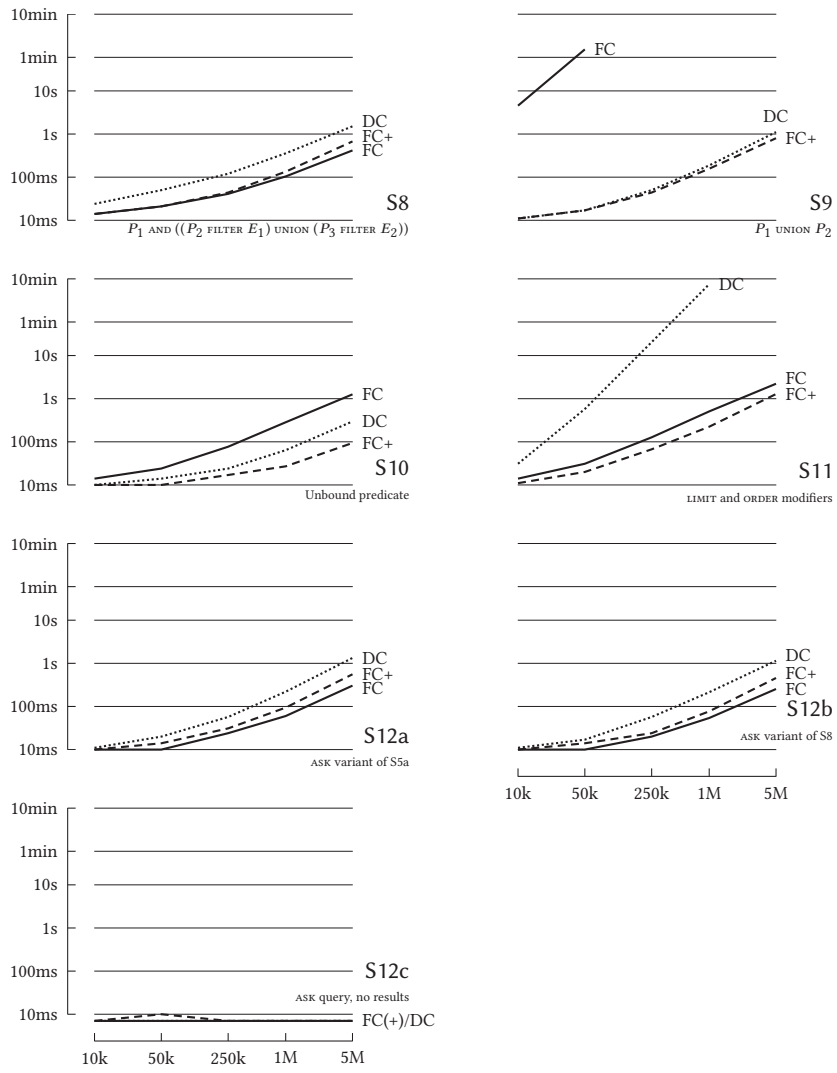 10min
1min
10s
1s
100ms
10ms
DC
FC+
FC
S8
P1 AND ((P2 FILTER E1) UNION (P3 FILTER E2))
FC
DC
FC+
S9
P1 UNION P2
10min
1min
10s
1s
100ms
10ms
FC
DC
FC+
S10
Unbound predicate
DC
FC
FC+
S11
LIMIT and ORDER modifiers
10min
1min
10s
1s
100ms
10ms
DC
FC+
FC
S12a
ASK variant of S5a
DC
FC+
FC
S12b
ASK variant of S8
10k 50k 250k 1M 5M
10min
1min
10s
1s
100ms
10ms
S12c
ASK query, no results
FC(+)/DC
10k 50k 250k 1M 5M